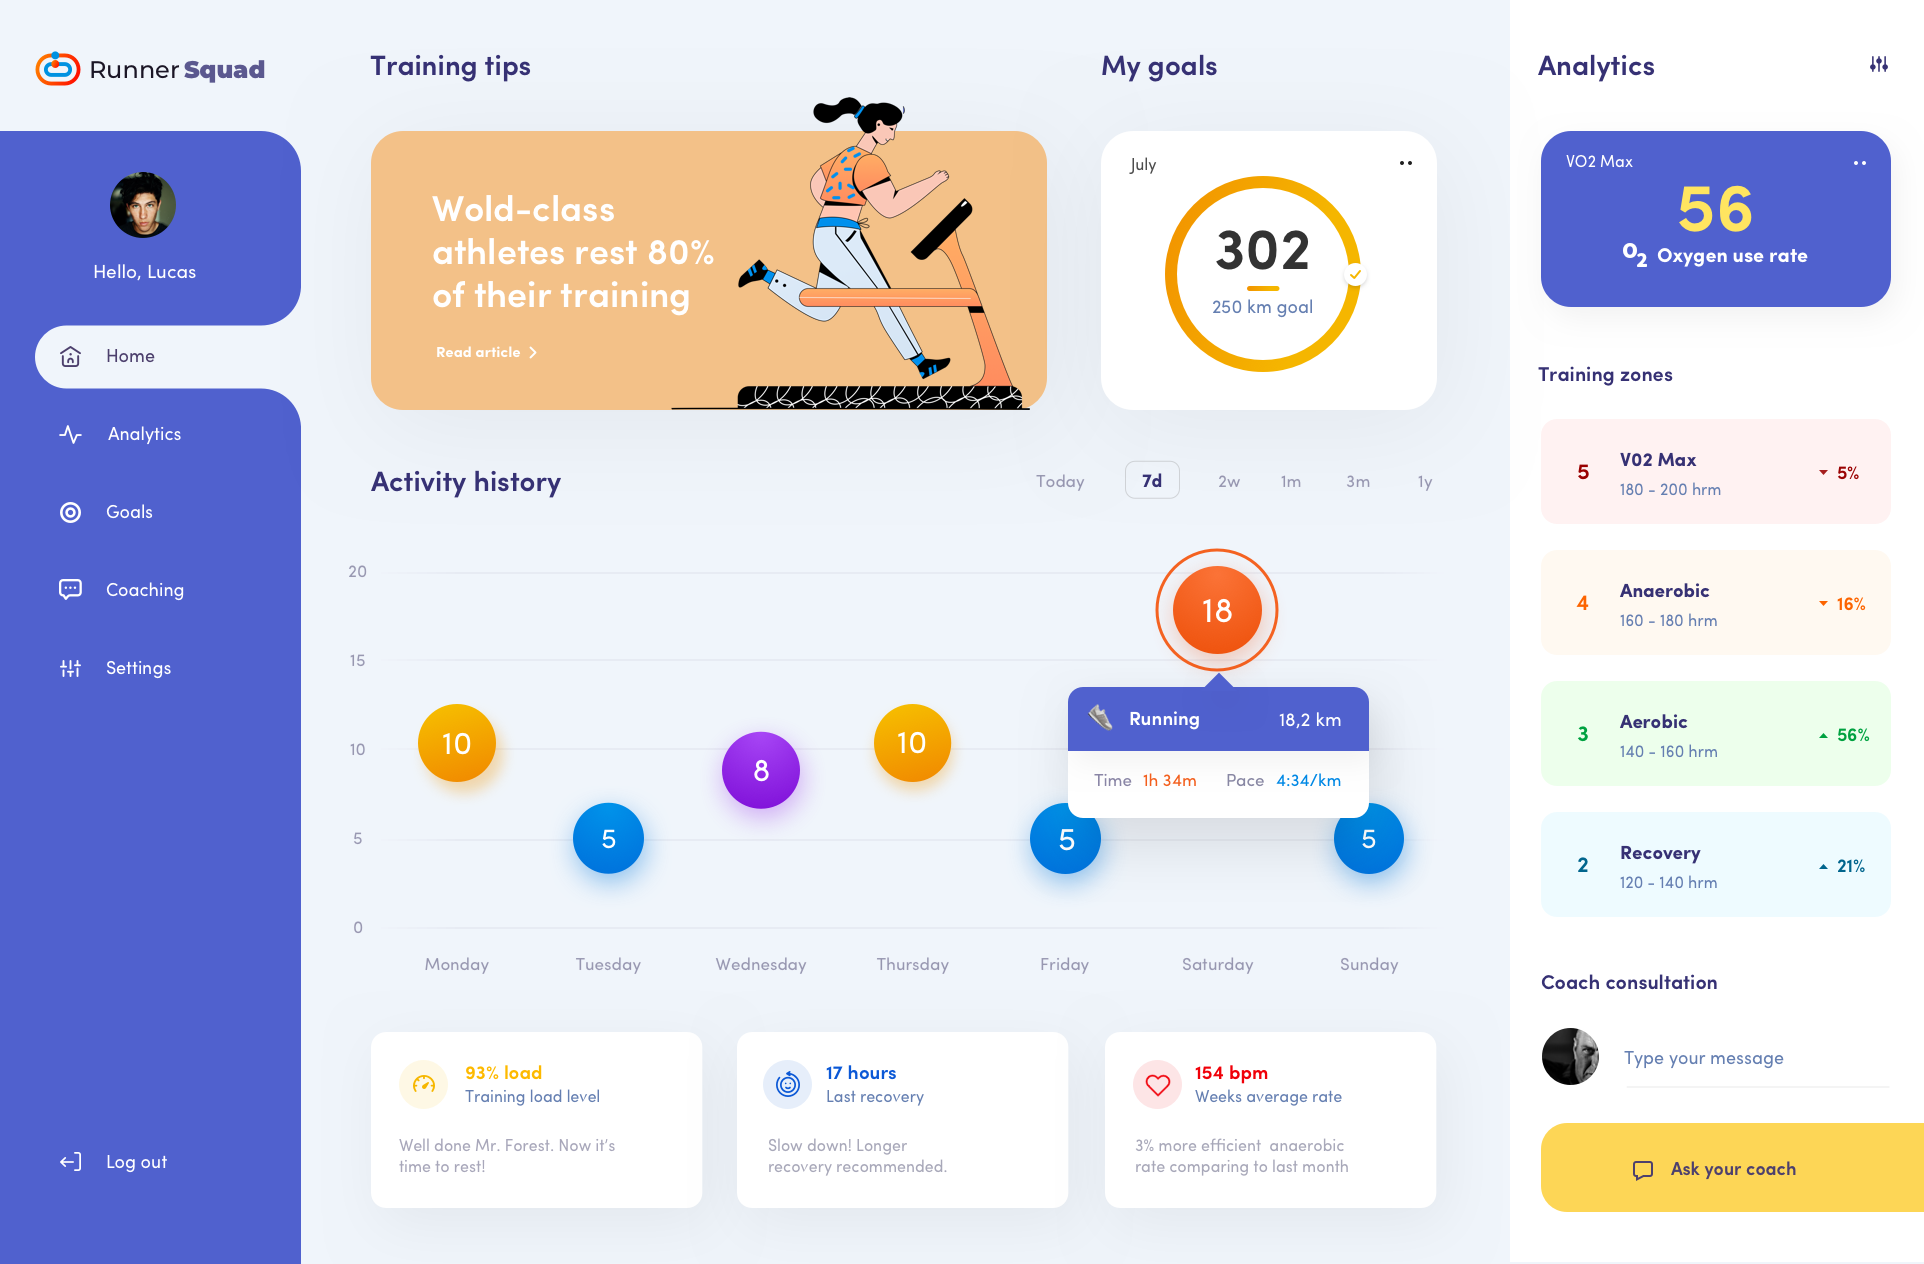 Runner Squad
Hello, Lucas
Home
Analytics
Goals
Coaching
Settings
Log out
Training tips
Wold-class
athletes rest 80%
of their training
Read article
My goals
July
302
250 km goal
Activity history
Today 7d 2w 1m 3m 1y
20
15
10
5
0
10
5
8
10
5
18
5
Running 18,2 km
Time 1h 34m Pace 4:34/km
Monday Tuesday Wednesday Thursday Friday Saturday Sunday
93% load
Training load level
Well done Mr. Forest. Now it's
time to rest!
17 hours
Last recovery
Slow down! Longer
recovery recommended.
154 bpm
Weeks average rate
3% more efficient  anaerobic
rate comparing to last month
Analytics
VO2 Max
56
O2 Oxygen use rate
Training zones
5
V02 Max
180 - 200 hrm
5%
4
Anaerobic
160 - 180 hrm
16%
3
Aerobic
140 - 160 hrm
56%
2
Recovery
120 - 140 hrm
21%
Coach consultation
Type your message
Ask your coach